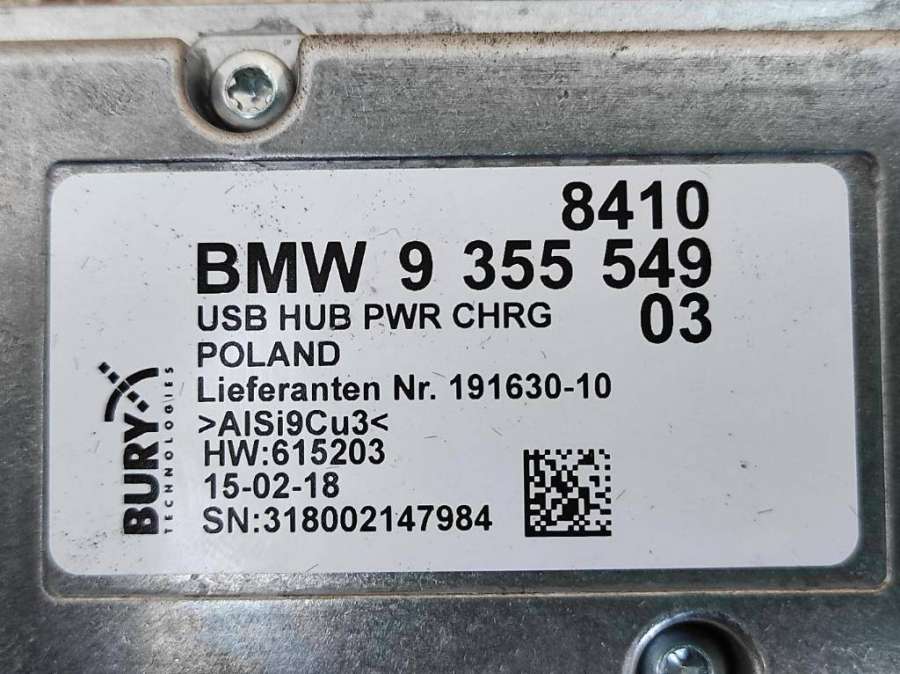 8410
BMW 9 355 549
USB HUB PWR CHRG 03
POLAND
Lieferanten Nr. 191630-10
>AlSi9Cu3<
HW:615203
15-02-18
SN:318002147984
BURY
TECHNOLOGIES